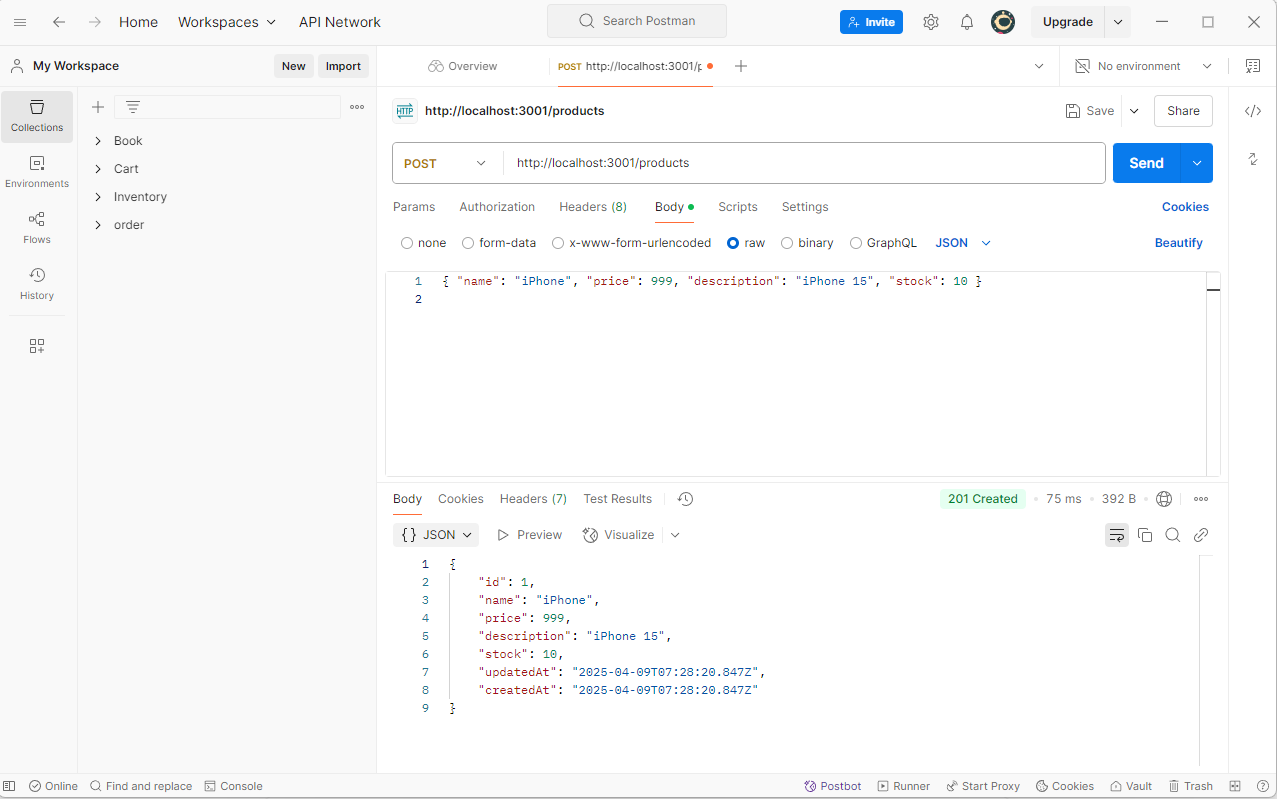 Home Workspaces API Network Search Postman Invite Upgrade
My Workspace New Import Overview POST http://localhost:3001/p No environment
Collections
Environments
Flows
History
Book
Cart
Inventory
order
HTTP http://localhost:3001/products Save Share
POST http://localhost:3001/products Send
Params Authorization Headers (8) Body Scripts Settings Cookies
none form-data x-www-form-urlencoded raw binary GraphQL JSON Beautify
1 { "name": "iPhone", "price": 999, "description": "iPhone 15", "stock": 10 }
2
Body Cookies Headers (7) Test Results 201 Created 75 ms 392 B
{} JSON Preview Visualize
1 {
2 "id": 1,
3 "name": "iPhone",
4 "price": 999,
5 "description": "iPhone 15",
6 "stock": 10,
7 "updatedAt": "2025-04-09T07:28:20.847Z",
8 "createdAt": "2025-04-09T07:28:20.847Z"
9 }
Online Find and replace Console Postbot Runner Start Proxy Cookies Vault Trash